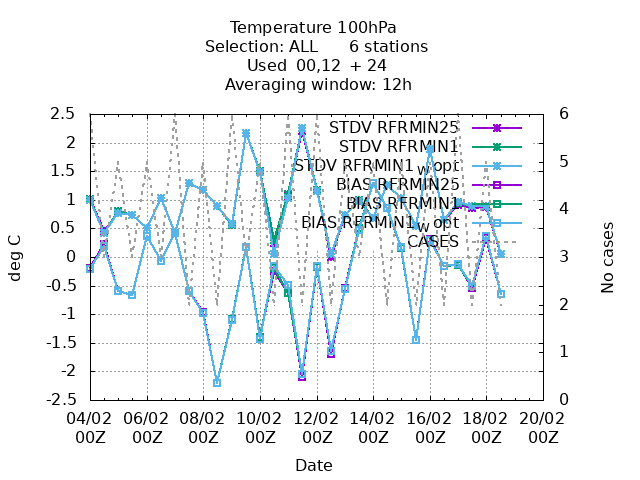 Temperature 100hPa
Selection: ALL 6 stations
Used 00,12 + 24
Averaging window: 12h
2.5
2
1.5
1
0.5
0
-0.5
-1
-1.5
-2
-2.5
deg C
6
5
4
3
2
1
0
No cases
STDV RFRMIN25
STDV RFRMIN1
STDV RFRMIN1wopt
BIAS RFRMIN25
BIAS RFRMIN1
BIAS RFRMIN1wopt
CASES
04/02 06/02 08/02 10/02 12/02 14/02 16/02 18/02 20/02
00Z 00Z 00Z 00Z 00Z 00Z 00Z 00Z 00Z
Date